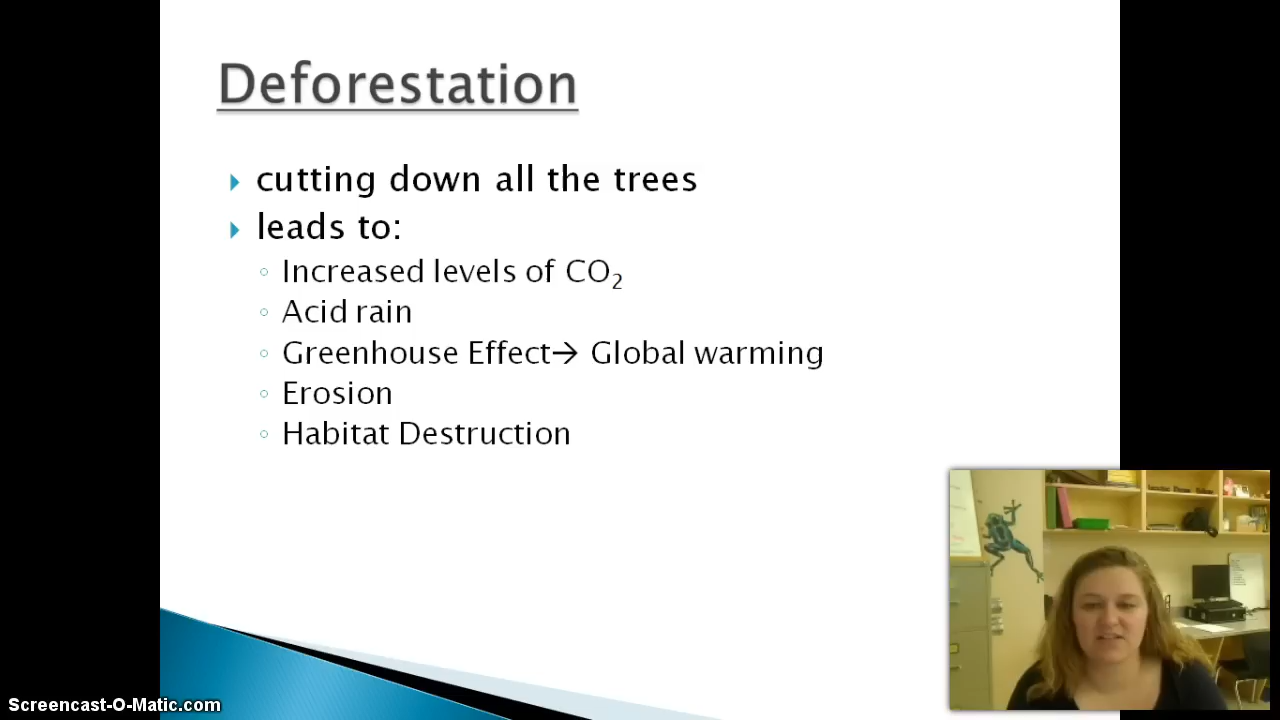 Deforestation
cutting down all the trees
leads to:
Increased levels of CO₂
Acid rain
Greenhouse Effect→ Global warming
Erosion
Habitat Destruction
Screencast-O-Matic.com